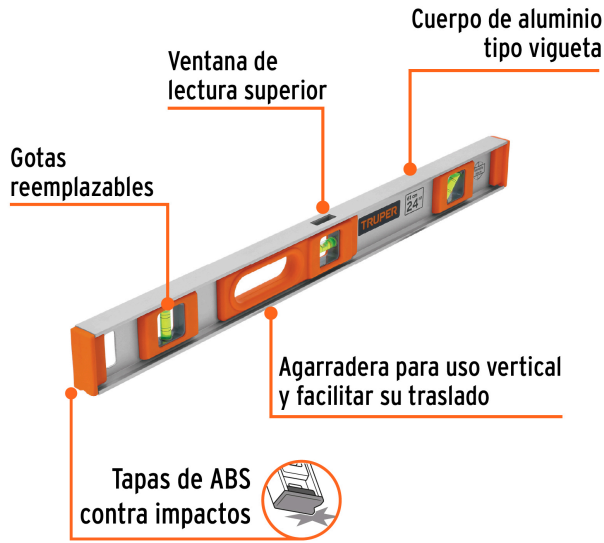 Cuerpo de aluminio
tipo vigueta
Ventana de
lectura superior
Gotas
reemplazables
TRUPER
24
Agarradera para uso vertical
y facilitar su traslado
Tapas de ABS
contra impactos